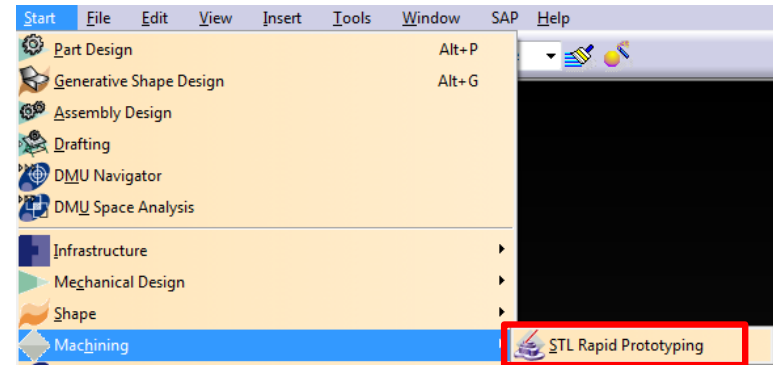 Start File Edit View Insert Tools Window SAP Help
Part Design Alt+P
Generative Shape Design Alt+G
Assembly Design
Drafting
DMU Navigator
DMU Space Analysis
Infrastructure
Mechanical Design
Shape
Machining
STL Rapid Prototyping